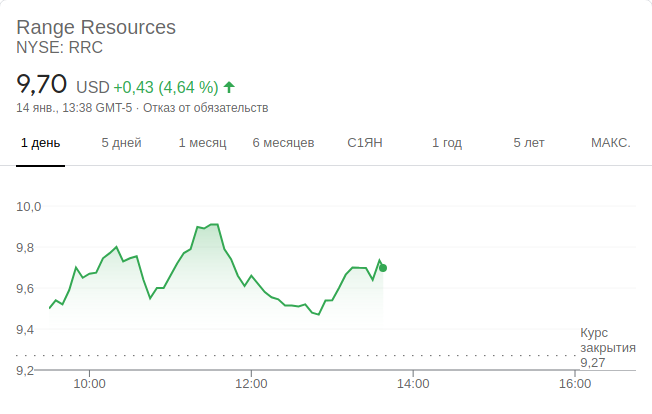 Range Resources
NYSE: RRC
9,70 USD +0,43 (4,64 %)
14 янв., 13:38 GMT-5 · Отказ от обязательств
1 день 5 дней 1 месяц 6 месяцев С1ЯН 1 год 5 лет МАКС.
10,0
9,8
9,6
9,4
Курс
закрытия
9,27
9,2
10:00 12:00 14:00 16:00